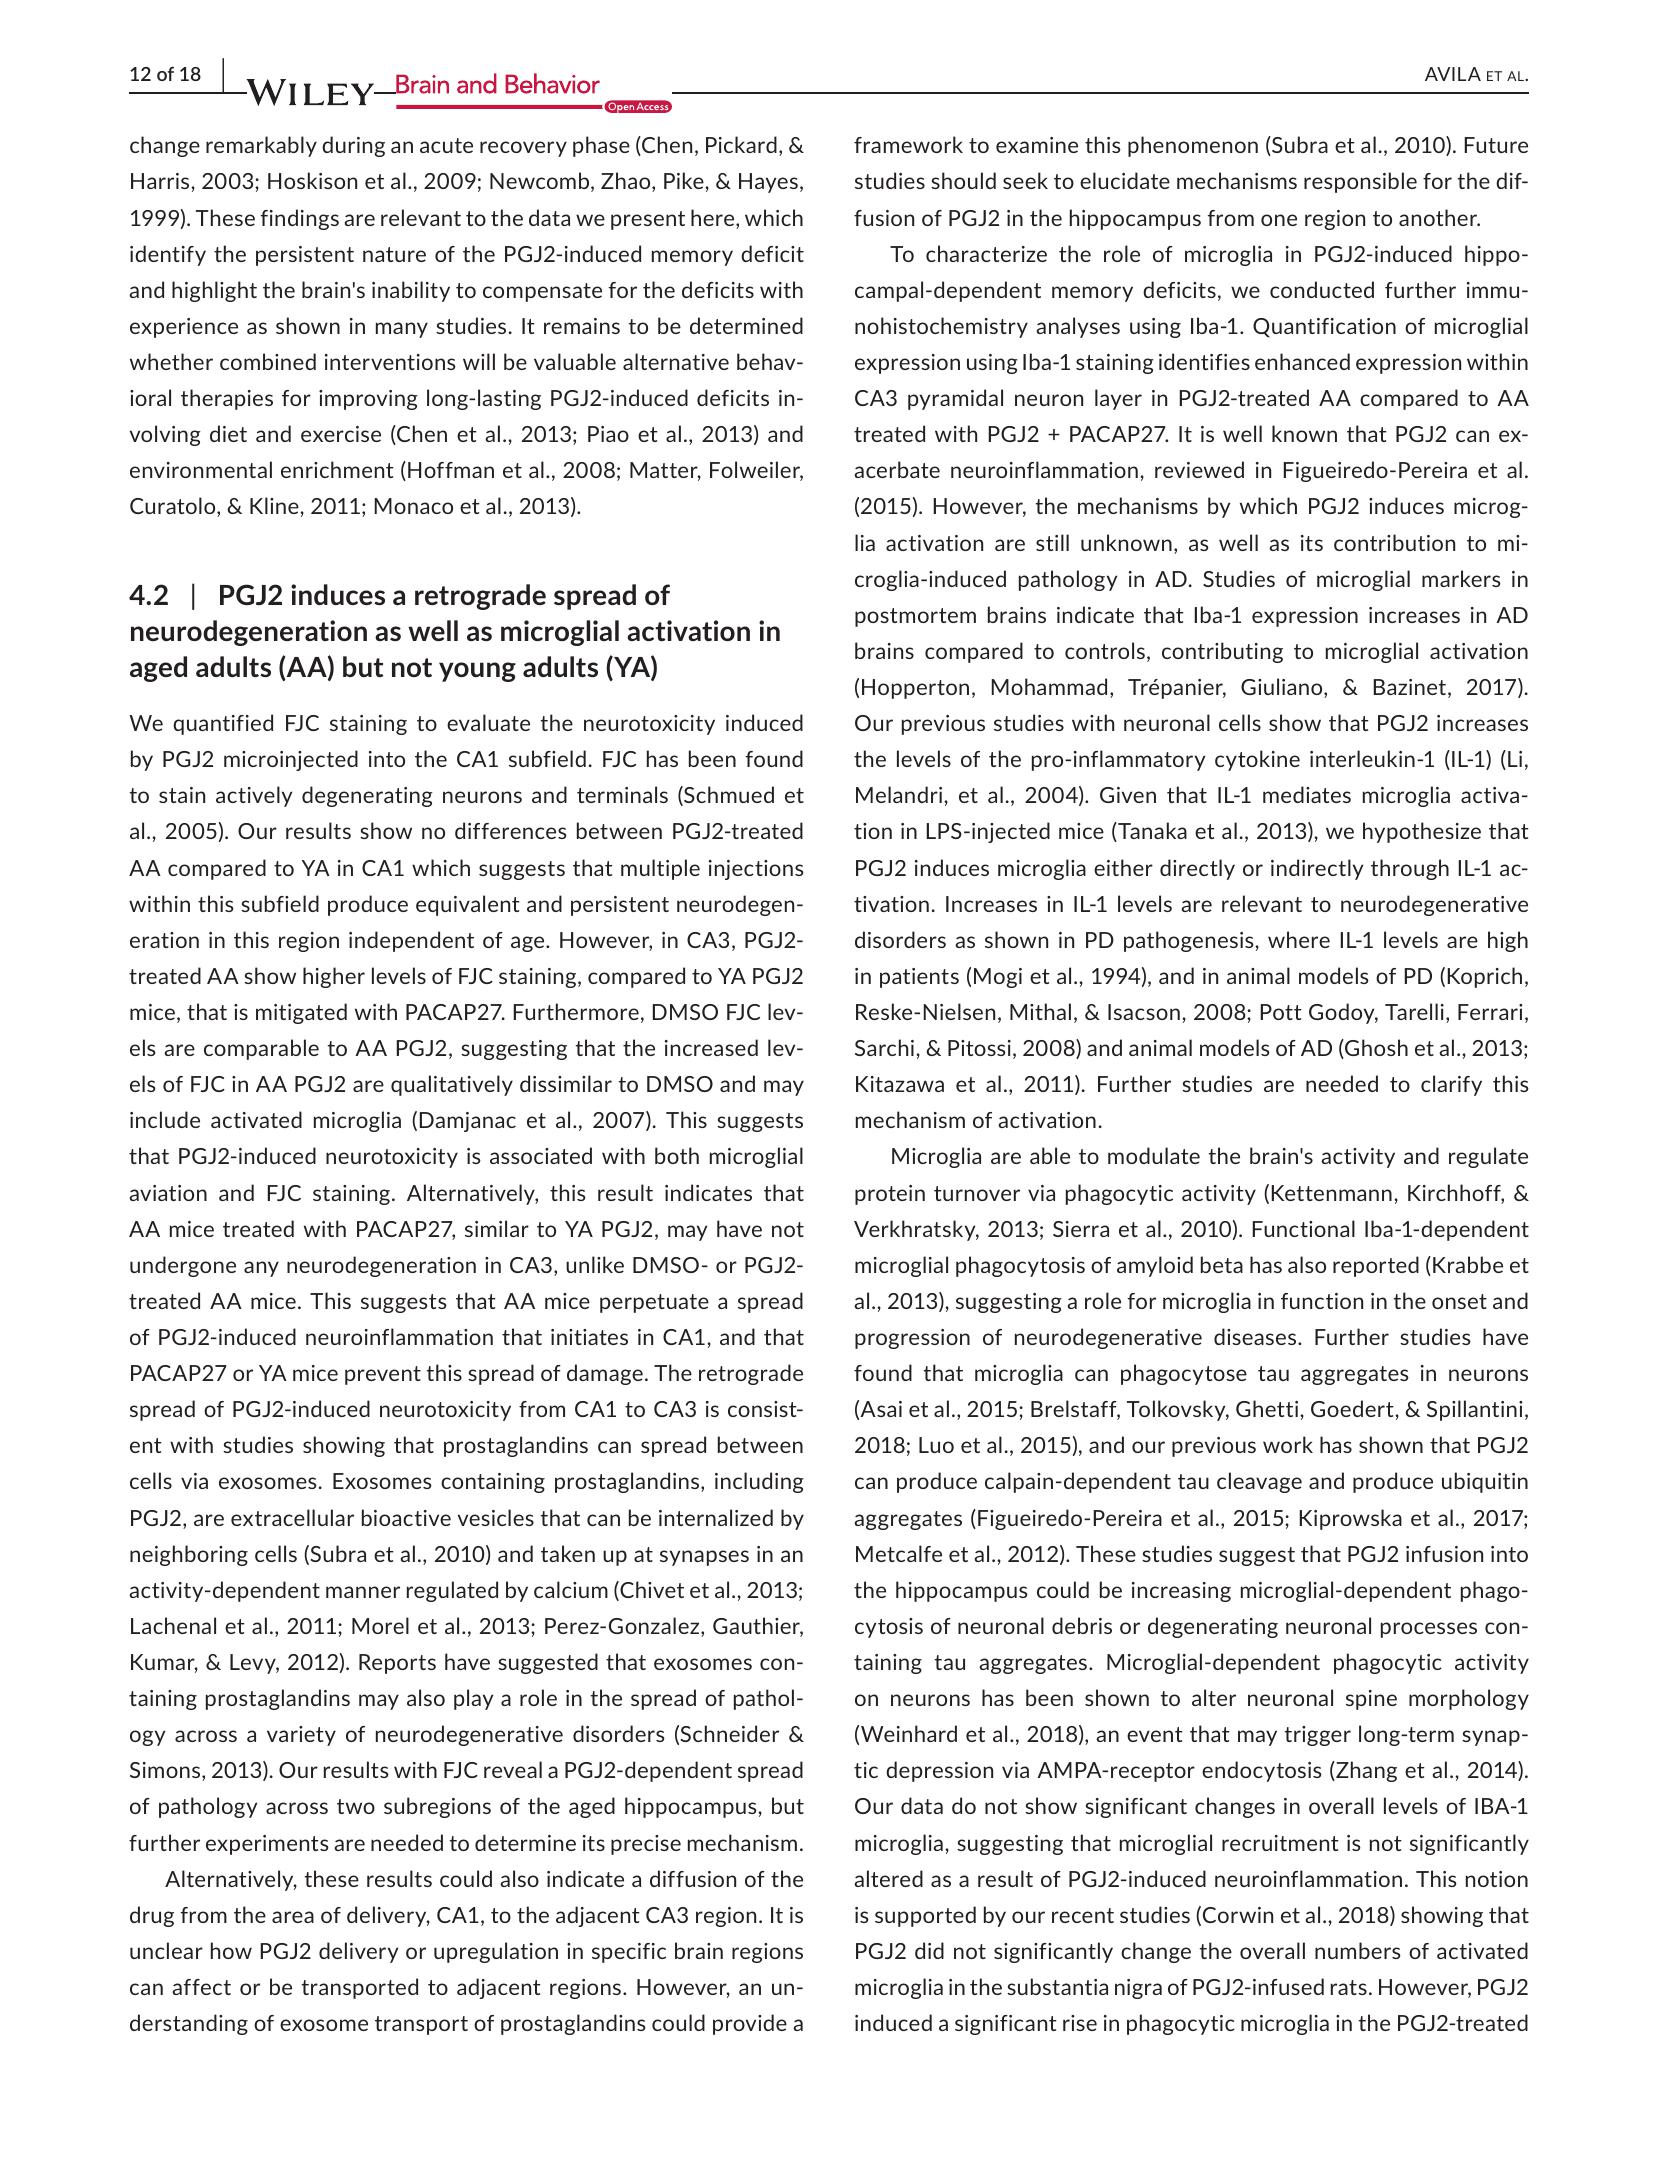 12 of 18
WILEY
Brain and Behavior
Open Access
AVILA ET AL.
change remarkably during an acute recovery phase (Chen, Pickard, &
Harris, 2003; Hoskison et al., 2009; Newcomb, Zhao, Pike, & Hayes,
1999). These findings are relevant to the data we present here, which
identify the persistent nature of the PGJ2-induced memory deficit
and highlight the brain's inability to compensate for the deficits with
experience as shown in many studies. It remains to be determined
whether combined interventions will be valuable alternative behav-
ioral therapies for improving long-lasting PGJ2-induced deficits in-
volving diet and exercise (Chen et al., 2013; Piao et al., 2013) and
environmental enrichment (Hoffman et al., 2008; Matter, Folweiler,
Curatolo, & Kline, 2011; Monaco et al., 2013).
4.2 | PGJ2 induces a retrograde spread of
neurodegeneration as well as microglial activation in
aged adults (AA) but not young adults (YA)
We quantified FJC staining to evaluate the neurotoxicity induced
by PGJ2 microinjected into the CA1 subfield. FJC has been found
to stain actively degenerating neurons and terminals (Schmued et
al., 2005). Our results show no differences between PGJ2-treated
AA compared to YA in CA1 which suggests that multiple injections
within this subfield produce equivalent and persistent neurodegen-
eration in this region independent of age. However, in CA3, PGJ2-
treated AA show higher levels of FJC staining, compared to YA PGJ2
mice, that is mitigated with PACAP27. Furthermore, DMSO FJC lev-
els are comparable to AA PGJ2, suggesting that the increased lev-
els of FJC in AA PGJ2 are qualitatively dissimilar to DMSO and may
include activated microglia (Damjanac et al., 2007). This suggests
that PGJ2-induced neurotoxicity is associated with both microglial
aviation and FJC staining. Alternatively, this result indicates that
AA mice treated with PACAP27, similar to YA PGJ2, may have not
undergone any neurodegeneration in CA3, unlike DMSO- or PGJ2-
treated AA mice. This suggests that AA mice perpetuate a spread
of PGJ2-induced neuroinflammation that initiates in CA1, and that
PACAP27 or YA mice prevent this spread of damage. The retrograde
spread of PGJ2-induced neurotoxicity from CA1 to CA3 is consist-
ent with studies showing that prostaglandins can spread between
cells via exosomes. Exosomes containing prostaglandins, including
PGJ2, are extracellular bioactive vesicles that can be internalized by
neighboring cells (Subra et al., 2010) and taken up at synapses in an
activity-dependent manner regulated by calcium (Chivet et al., 2013;
Lachenal et al., 2011; Morel et al., 2013; Perez-Gonzalez, Gauthier,
Kumar, & Levy, 2012). Reports have suggested that exosomes con-
taining prostaglandins may also play a role in the spread of pathol-
ogy across a variety of neurodegenerative disorders (Schneider &
Simons, 2013). Our results with FJC reveal a PGJ2-dependent spread
of pathology across two subregions of the aged hippocampus, but
further experiments are needed to determine its precise mechanism.
Alternatively, these results could also indicate a diffusion of the
drug from the area of delivery, CA1, to the adjacent CA3 region. It is
unclear how PGJ2 delivery or upregulation in specific brain regions
can affect or be transported to adjacent regions. However, an un-
derstanding of exosome transport of prostaglandins could provide a
framework to examine this phenomenon (Subra et al., 2010). Future
studies should seek to elucidate mechanisms responsible for the dif-
fusion of PGJ2 in the hippocampus from one region to another.
To characterize the role of microglia in PGJ2-induced hippo-
campal-dependent memory deficits, we conducted further immu-
nohistochemistry analyses using Iba-1. Quantification of microglial
expression using Iba-1 staining identifies enhanced expression within
CA3 pyramidal neuron layer in PGJ2-treated AA compared to AA
treated with PGJ2 + PACAP27. It is well known that PGJ2 can ex-
acerbate neuroinflammation, reviewed in Figueiredo-Pereira et al.
(2015). However, the mechanisms by which PGJ2 induces microg-
lia activation are still unknown, as well as its contribution to mi-
croglia-induced pathology in AD. Studies of microglial markers in
postmortem brains indicate that Iba-1 expression increases in AD
brains compared to controls, contributing to microglial activation
(Hopperton, Mohammad, Trépanier, Giuliano, & Bazinet, 2017).
Our previous studies with neuronal cells show that PGJ2 increases
the levels of the pro-inflammatory cytokine interleukin-1 (IL-1) (Li,
Melandri, et al., 2004). Given that IL-1 mediates microglia activa-
tion in LPS-injected mice (Tanaka et al., 2013), we hypothesize that
PGJ2 induces microglia either directly or indirectly through IL-1 ac-
tivation. Increases in IL-1 levels are relevant to neurodegenerative
disorders as shown in PD pathogenesis, where IL-1 levels are high
in patients (Mogi et al., 1994), and in animal models of PD (Koprich,
Reske-Nielsen, Mithal, & Isacson, 2008; Pott Godoy, Tarelli, Ferrari,
Sarchi, & Pitossi, 2008) and animal models of AD (Ghosh et al., 2013;
Kitazawa et al., 2011). Further studies are needed to clarify this
mechanism of activation.
Microglia are able to modulate the brain's activity and regulate
protein turnover via phagocytic activity (Kettenmann, Kirchhoff, &
Verkhratsky, 2013; Sierra et al., 2010). Functional Iba-1-dependent
microglial phagocytosis of amyloid beta has also reported (Krabbe et
al., 2013), suggesting a role for microglia in function in the onset and
progression of neurodegenerative diseases. Further studies have
found that microglia can phagocytose tau aggregates in neurons
(Asai et al., 2015; Brelstaff, Tolkovsky, Ghetti, Goedert, & Spillantini,
2018; Luo et al., 2015), and our previous work has shown that PGJ2
can produce calpain-dependent tau cleavage and produce ubiquitin
aggregates (Figueiredo-Pereira et al., 2015; Kiprowska et al., 2017;
Metcalfe et al., 2012). These studies suggest that PGJ2 infusion into
the hippocampus could be increasing microglial-dependent phago-
cytosis of neuronal debris or degenerating neuronal processes con-
taining tau aggregates. Microglial-dependent phagocytic activity
on neurons has been shown to alter neuronal spine morphology
(Weinhard et al., 2018), an event that may trigger long-term synap-
tic depression via AMPA-receptor endocytosis (Zhang et al., 2014).
Our data do not show significant changes in overall levels of IBA-1
microglia, suggesting that microglial recruitment is not significantly
altered as a result of PGJ2-induced neuroinflammation. This notion
is supported by our recent studies (Corwin et al., 2018) showing that
PGJ2 did not significantly change the overall numbers of activated
microglia in the substantia nigra of PGJ2-infused rats. However, PGJ2
induced a significant rise in phagocytic microglia in the PGJ2-treated